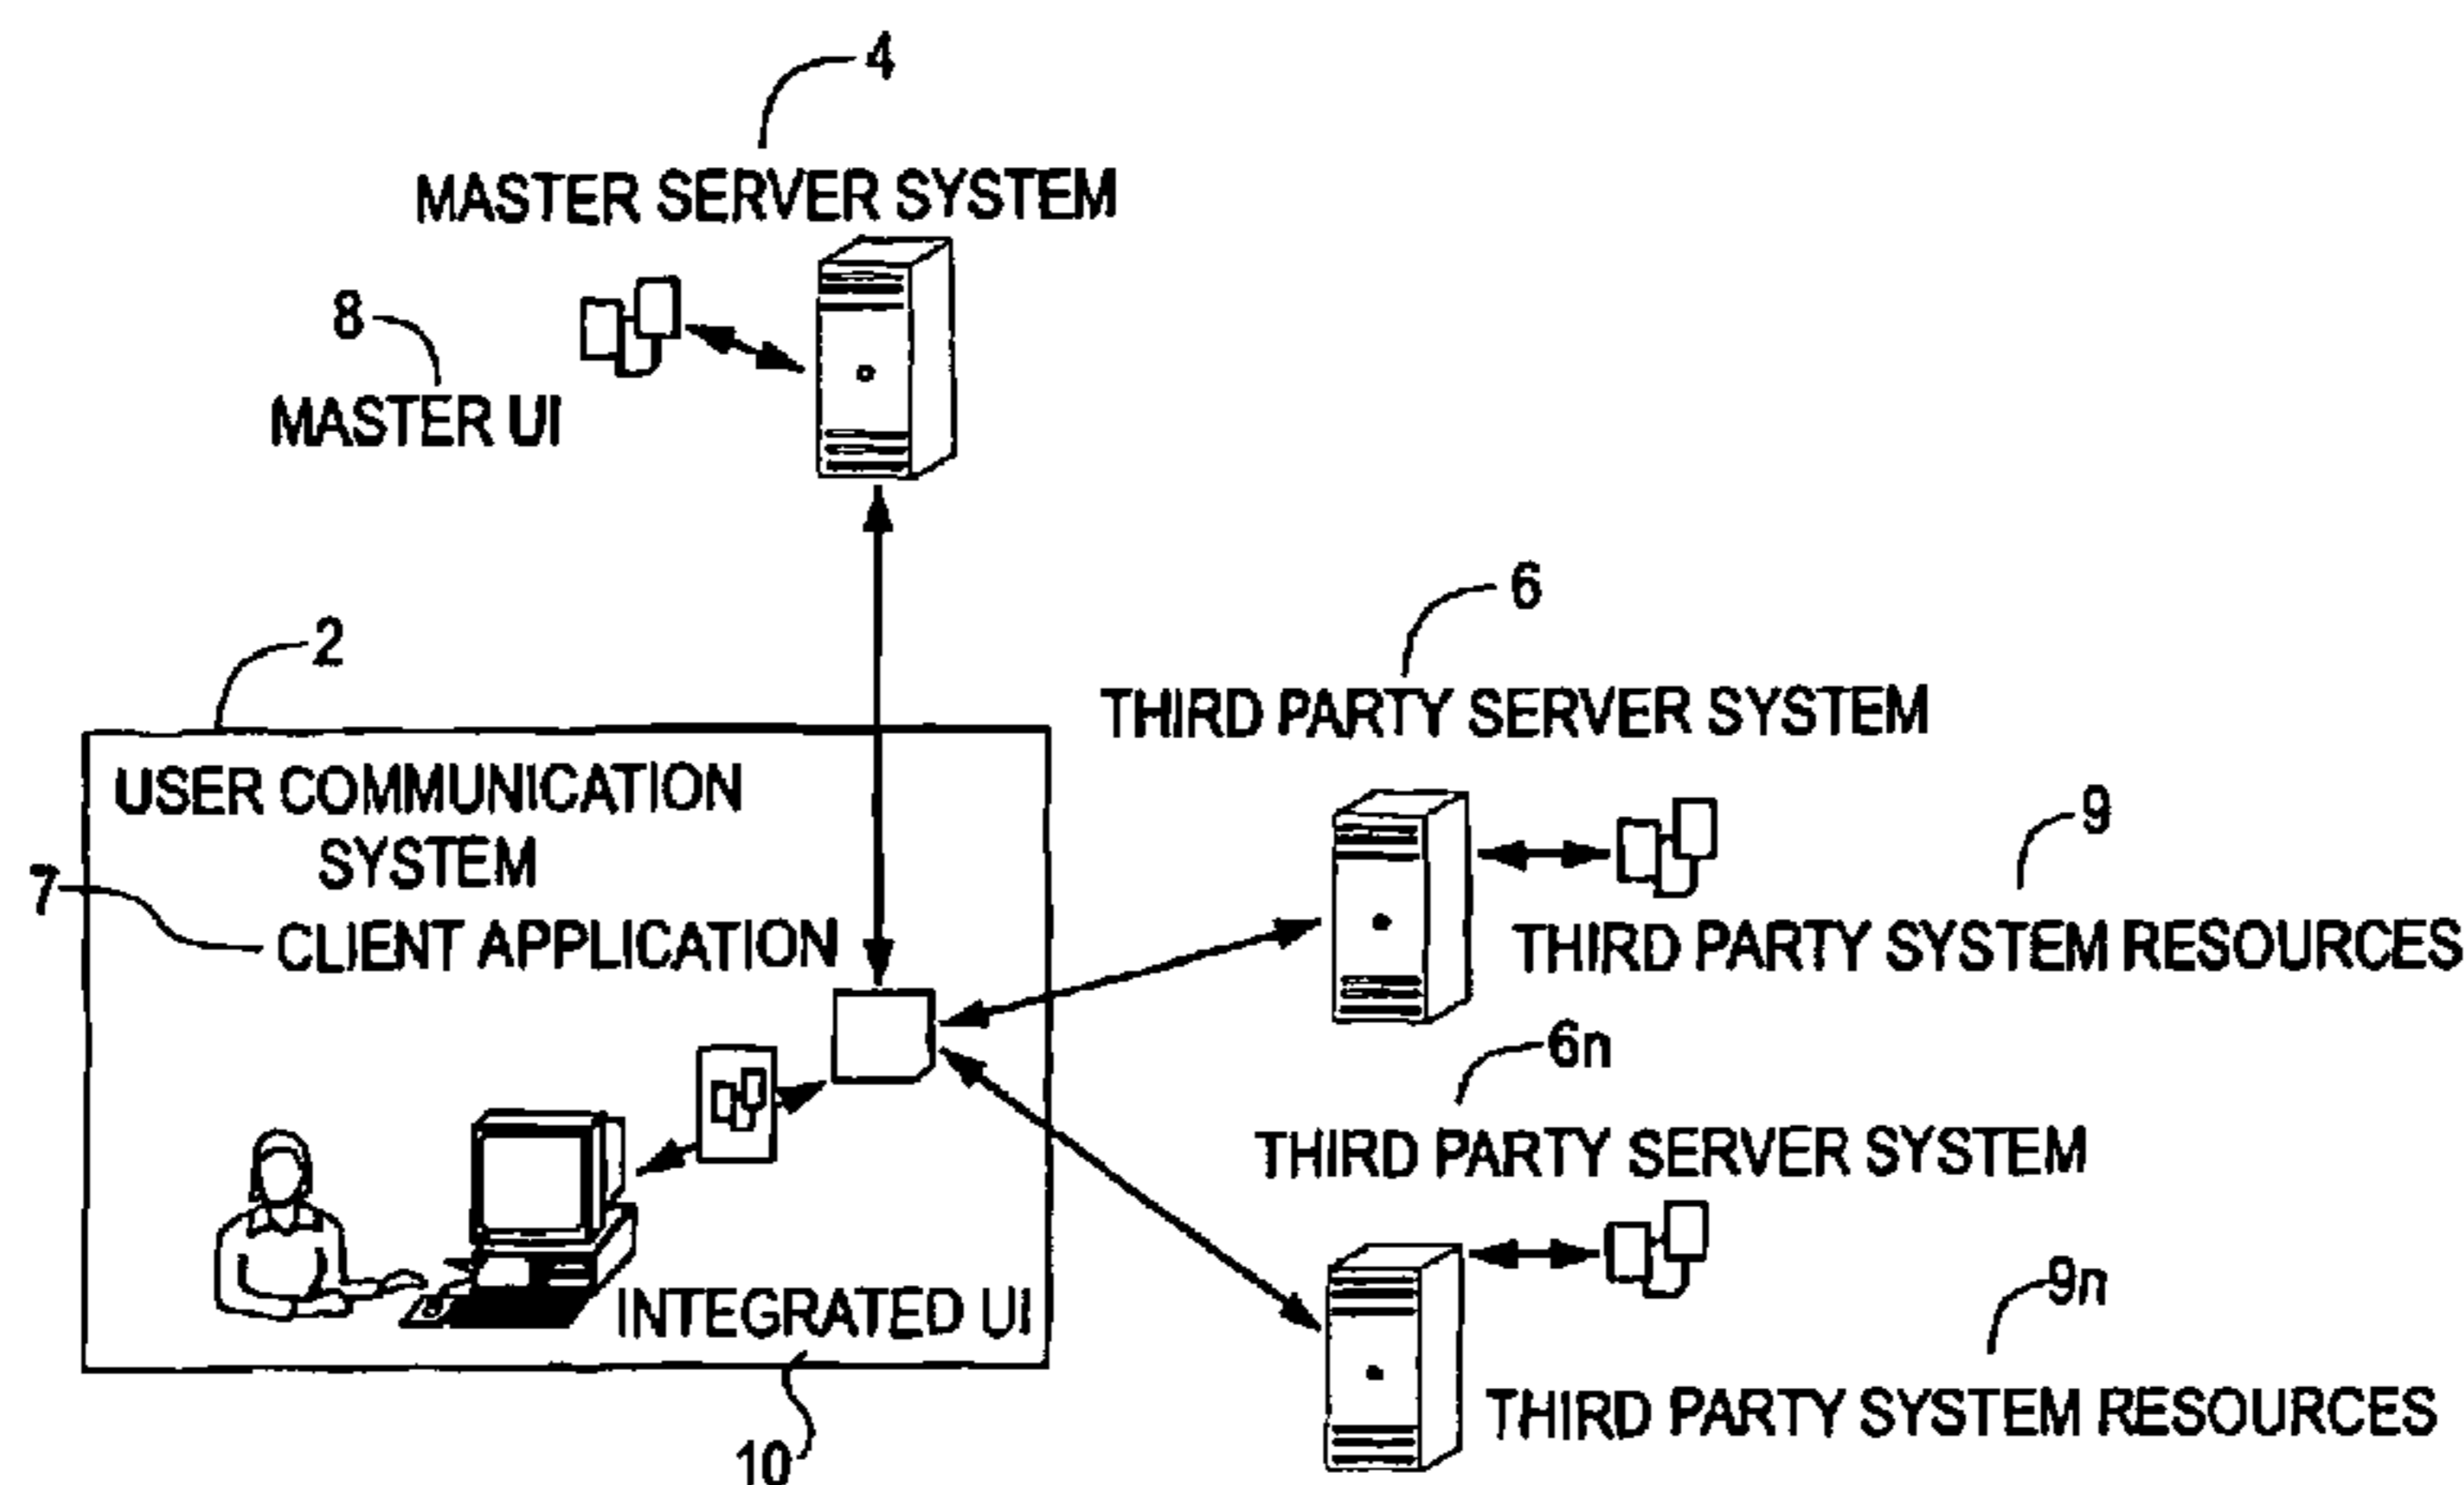 4
MASTER SERVER SYSTEM
8
MASTER UI
6
2
THIRD PARTY SERVER SYSTEM
USER COMMUNICATION
SYSTEM
9
7
CLIENT APPLICATION
THIRD PARTY SYSTEM RESOURCES
6n
THIRD PARTY SERVER SYSTEM
9n
INTEGRATED UI
THIRD PARTY SYSTEM RESOURCES
10